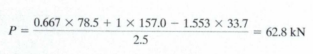 P = 0.667 × 78.5 + 1 × 157.0 − 1.553 × 33.7 / 2.5 = 62.8 kN